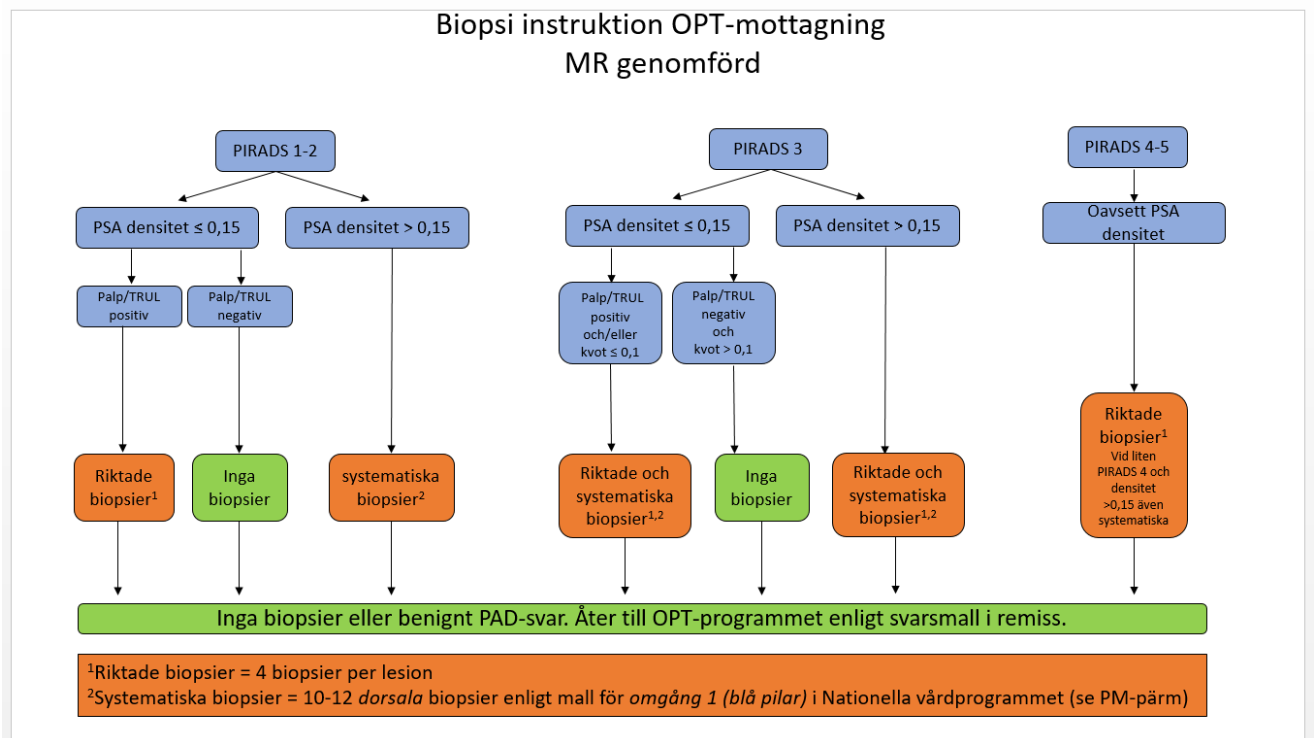 Biopsi instruktion OPT-mottagning
MR genomförd
PIRADS 1-2
PIRADS 3
PIRADS 4-5
PSA densitet ≤ 0,15
PSA densitet > 0,15
PSA densitet ≤ 0,15
PSA densitet > 0,15
Oavsett PSA
densitet
Palp/TRUL
positiv
Palp/TRUL
negativ
Palp/TRUL
positiv
och/eller
kvot ≤ 0,1
Palp/TRUL
negativ
och
kvot > 0,1
Riktade
biopsier¹
Inga
biopsier
systematiska
biopsier²
Riktade och
systematiska
biopsier¹,²
Inga
biopsier
Riktade och
systematiska
biopsier¹,²
Riktade
biopsier¹
Vid liten
PIRADS 4 och
densitet
>0,15 även
systematiska
Inga biopsier eller benignt PAD-svar. Åter till OPT-programmet enligt svarsmall i remiss.
¹Riktade biopsier = 4 biopsier per lesion
²Systematiska biopsier = 10-12 dorsala biopsier enligt mall för omgång 1 (blå pilar) i Nationella vårdprogrammet (se PM-pärm)